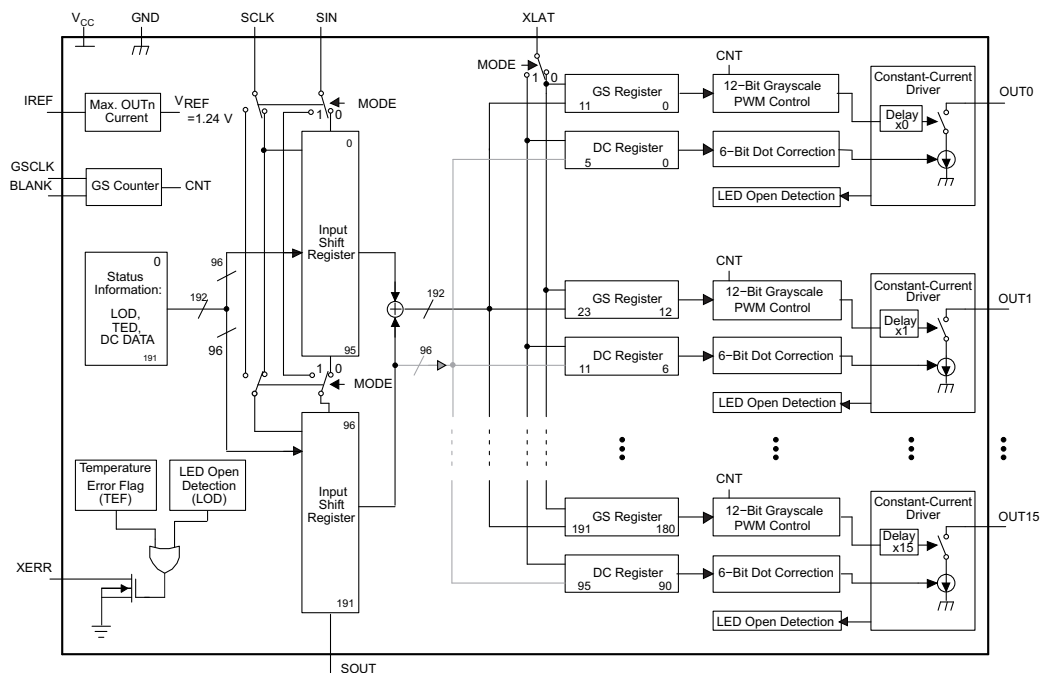 VCC
GND
SCLK
SIN
XLAT
CNT
MODE
1 0
GS Register
11 0
12–Bit Grayscale
PWM Control
Constant-Current
Driver
Delay
x0
OUT0
IREF
Max. OUTn
Current
VREF
=1.24 V
MODE
1 0
0
DC Register
5 0
6–Bit Dot Correction
LED Open Detection
GSCLK
BLANK
GS Counter
CNT
Input
Shift
Register
95
0
Status
Information:
LOD,
TED,
DC DATA
191
192
96
96
192
96
CNT
GS Register
23 12
12–Bit Grayscale
PWM Control
Constant-Current
Driver
Delay
x1
OUT1
DC Register
11 6
6–Bit Dot Correction
LED Open Detection
1 0
MODE
96
Input
Shift
Register
191
Temperature
Error Flag
(TEF)
LED Open
Detection
(LOD)
XERR
CNT
GS Register
191 180
12–Bit Grayscale
PWM Control
Constant-Current
Driver
Delay
x15
OUT15
DC Register
95 90
6–Bit Dot Correction
LED Open Detection
SOUT